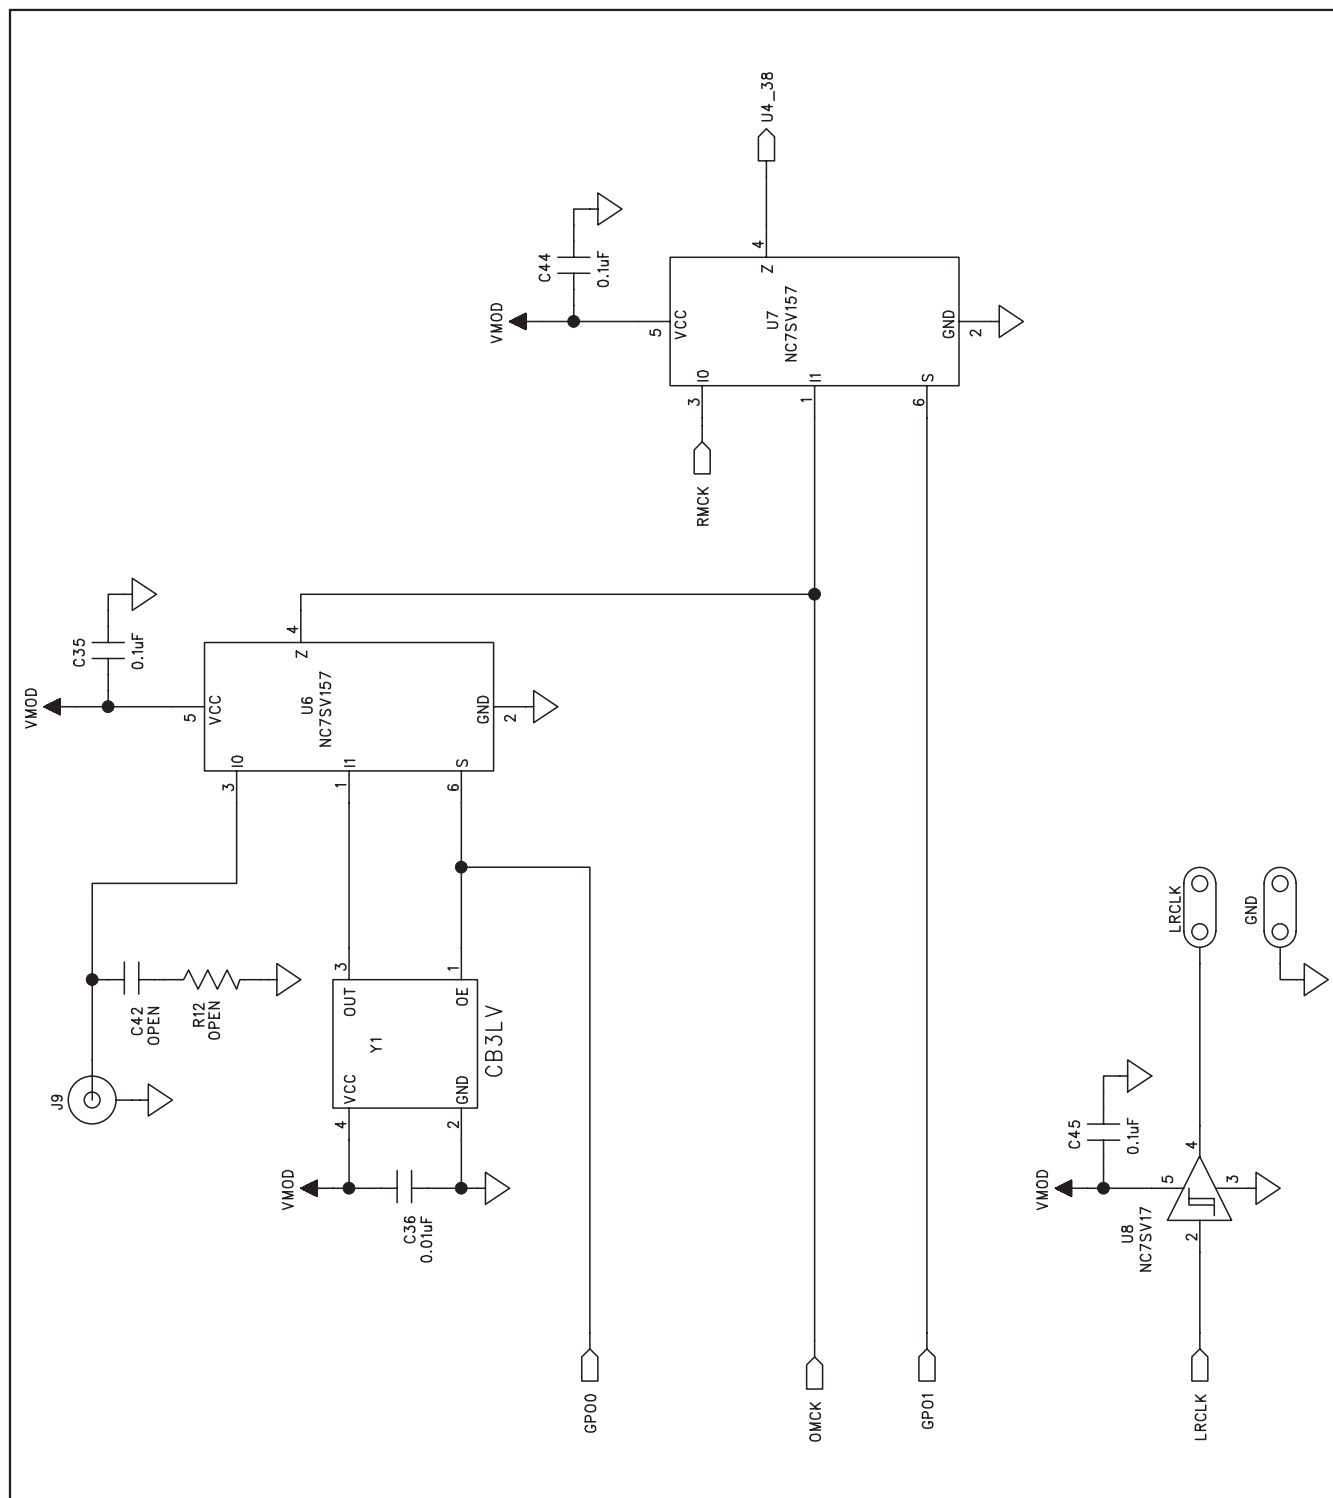 U4_38
C44
0.1uF
VMOD
4
Z
5
VCC
U7
NC7SV157
GND
2
I0
3
I1
1
S
6
RMCK
C35
0.1uF
VMOD
4
Z
5
VCC
U6
NC7SV157
GND
2
I0
3
I1
1
S
6
C42
OPEN
R12
OPEN
J9
3
OUT
1
OE
Y1
CB3LV
VCC
4
GND
2
VMOD
C36
0.01uF
GPO0
OMCK
GPO1
LRCLK
GND
C45
0.1uF
VMOD
4
5
3
2
U8
NC7SV17
LRCLK